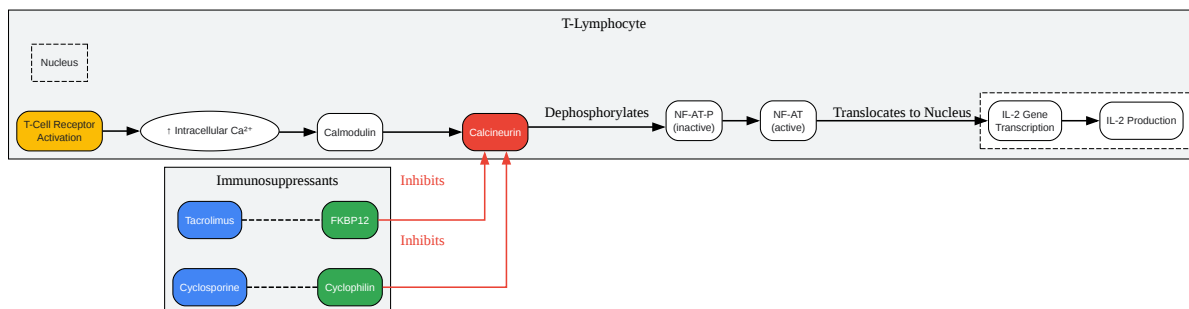 T-Lymphocyte
Nucleus
T-Cell Receptor
Activation
↑ Intracellular Ca²⁺
Calmodulin
Calcineurin
Dephosphorylates
NF-AT-P
(inactive)
NF-AT
(active)
Translocates to Nucleus
IL-2 Gene
Transcription
IL-2 Production
Immunosuppressants
Inhibits
Tacrolimus
FKBP12
Inhibits
Cyclosporine
Cyclophilin